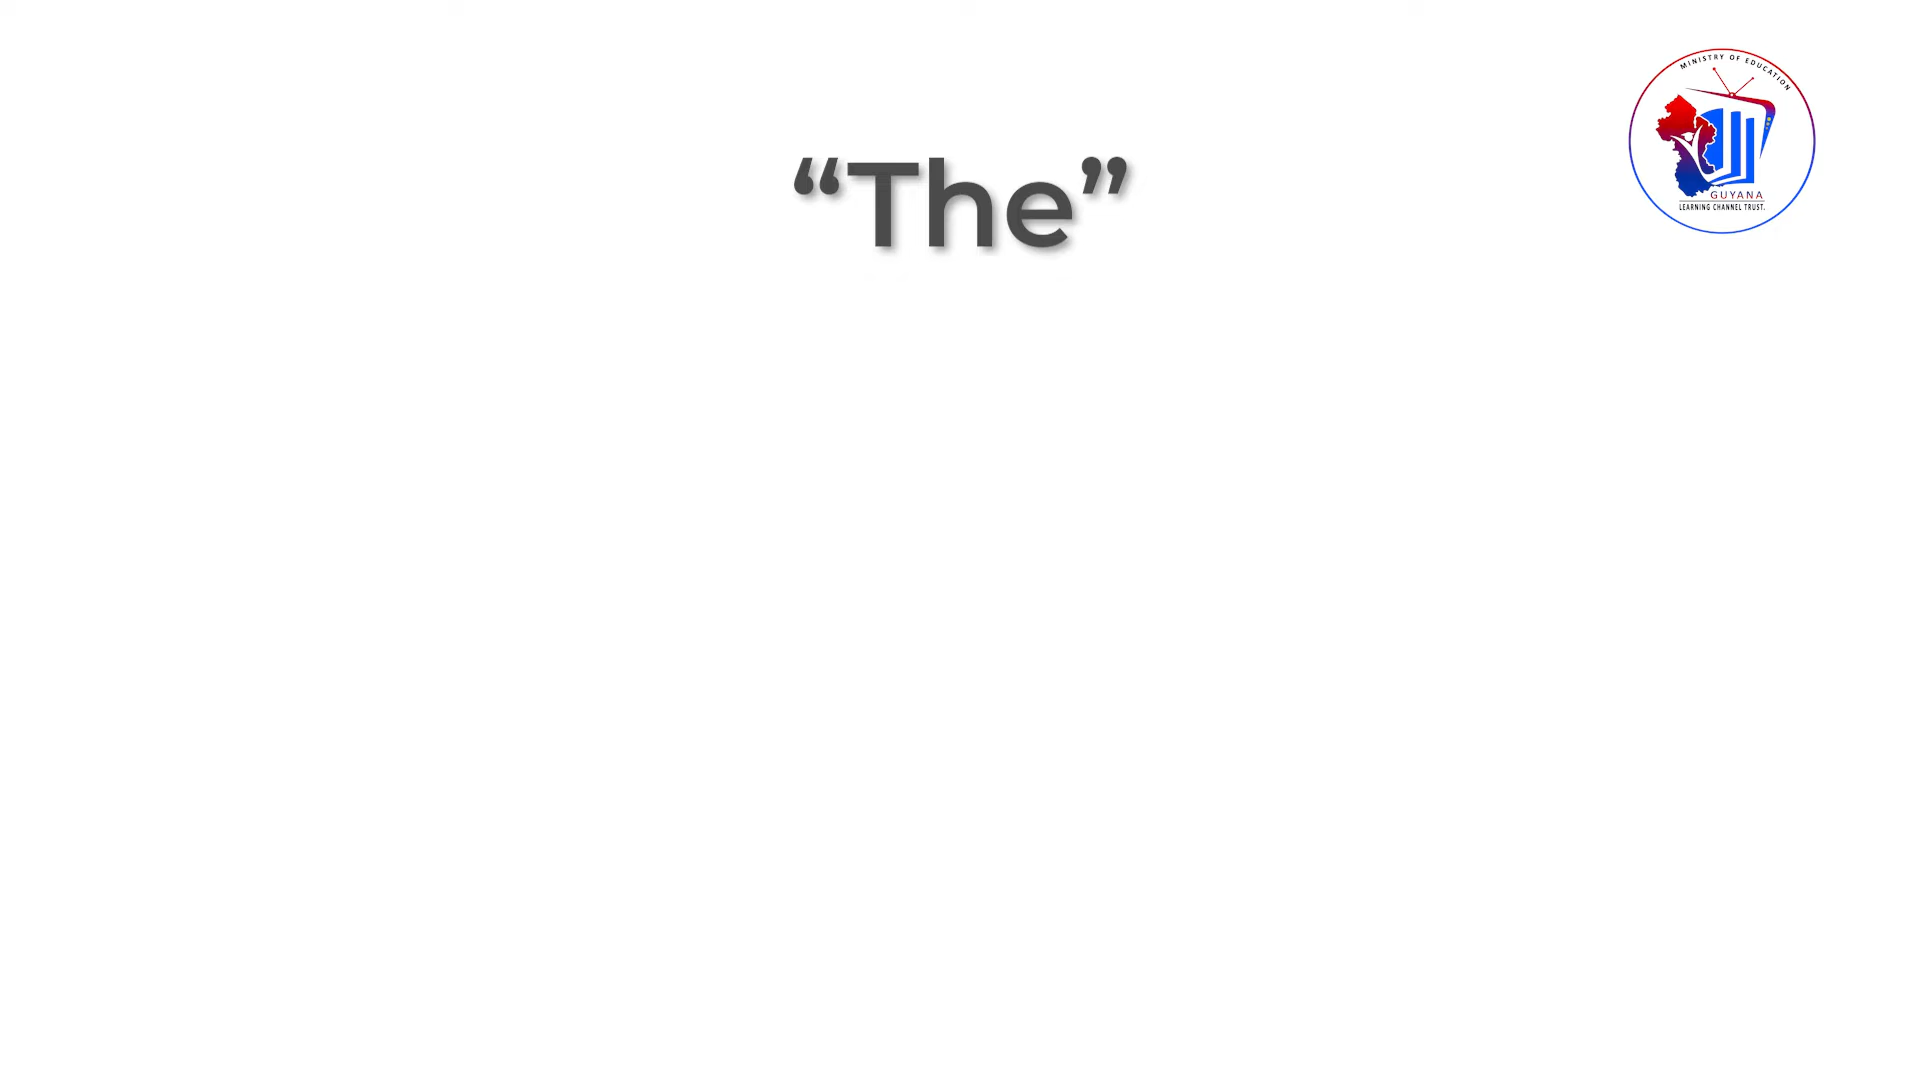 MINISTRY OF EDUCATION
“The”
GUYANA
LEARNING CHANNEL TRUST.